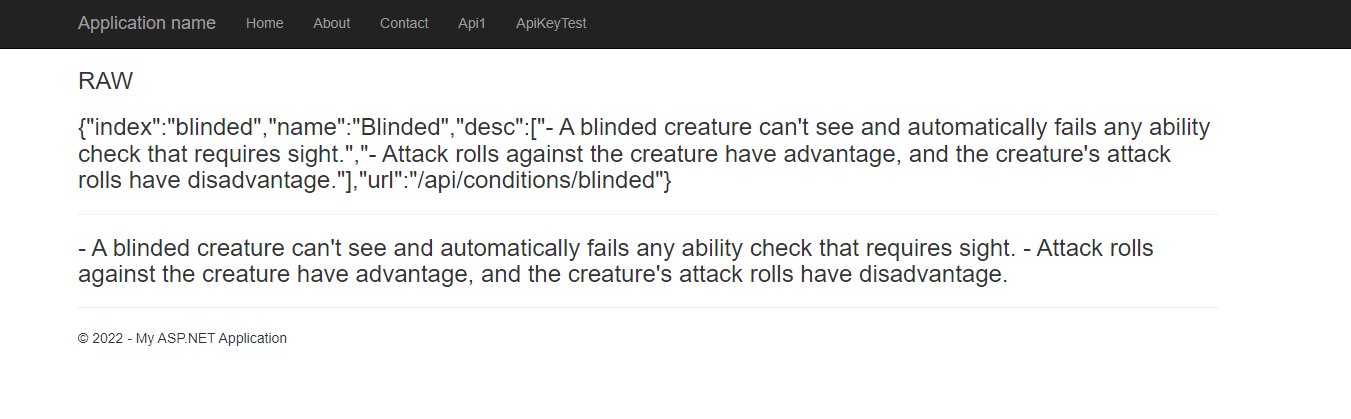 Application name Home About Contact Api1 ApiKeyTest
RAW
{"index":"blinded","name":"Blinded","desc":["- A blinded creature can't see and automatically fails any ability
check that requires sight.","- Attack rolls against the creature have advantage, and the creature's attack
rolls have disadvantage."],"url":"/api/conditions/blinded"}
- A blinded creature can't see and automatically fails any ability check that requires sight. - Attack rolls
against the creature have advantage, and the creature's attack rolls have disadvantage.
© 2022 - My ASP.NET Application